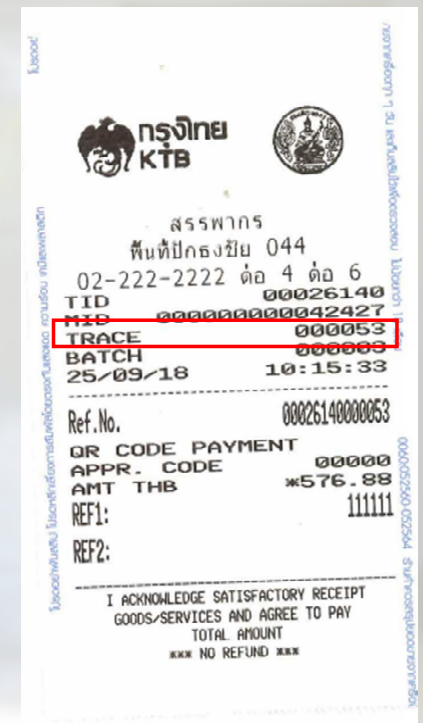 กรุงไทย
KTB
สรรพากร
พื้นที่ปักธงชัย 044
02-222-2222 ต่อ 4 ต่อ 6
TID 00026140
MID 000000000042427
TRACE 000053
BATCH 000003
25/09/18 10:15:33
Ref.No. 00026140000053
QR CODE PAYMENT
APPR. CODE 00000
AMT THB *576.88
REF1: 111111
REF2:
I ACKNOWLEDGE SATISFACTORY RECEIPT
GOODS/SERVICES AND AGREE TO PAY
TOTAL AMOUNT
*** NO REFUND ***